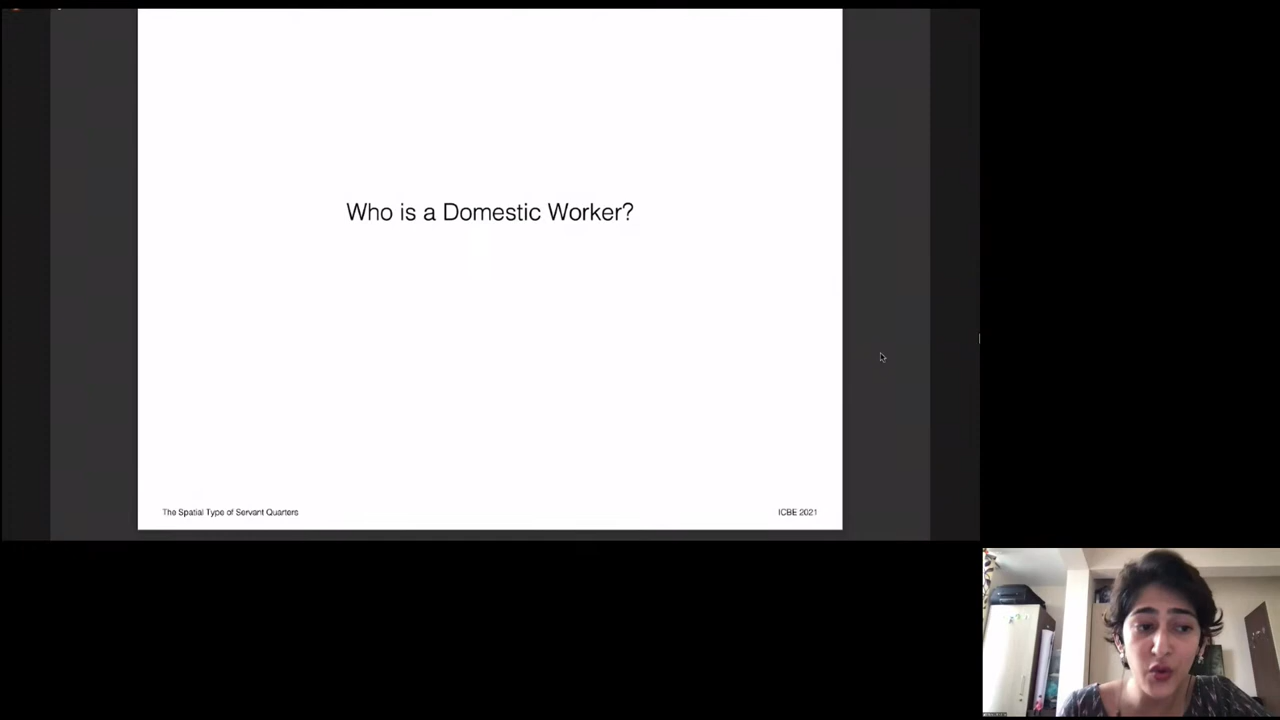 Who is a Domestic Worker?
The Spatial Type of Servant Quarters
ICBE 2021